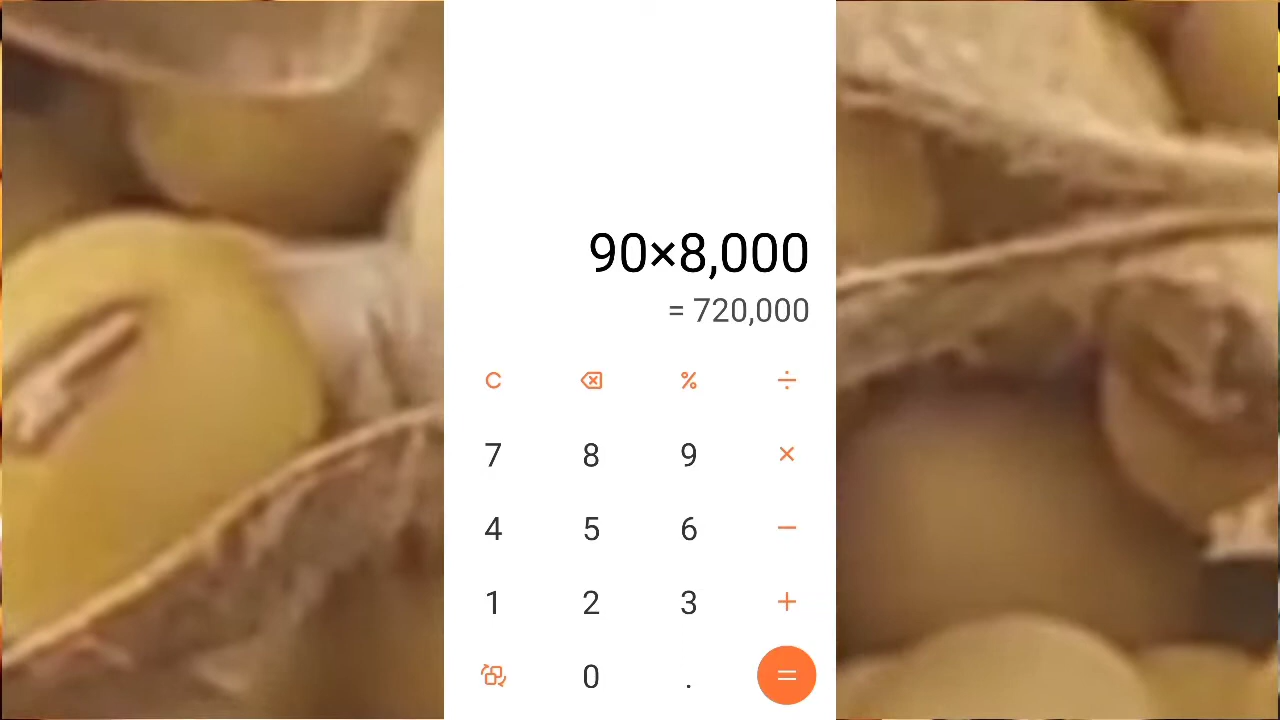 90×8,000
= 720,000
C % ÷
7 8 9 ×
4 5 6 −
1 2 3 +
0 . =